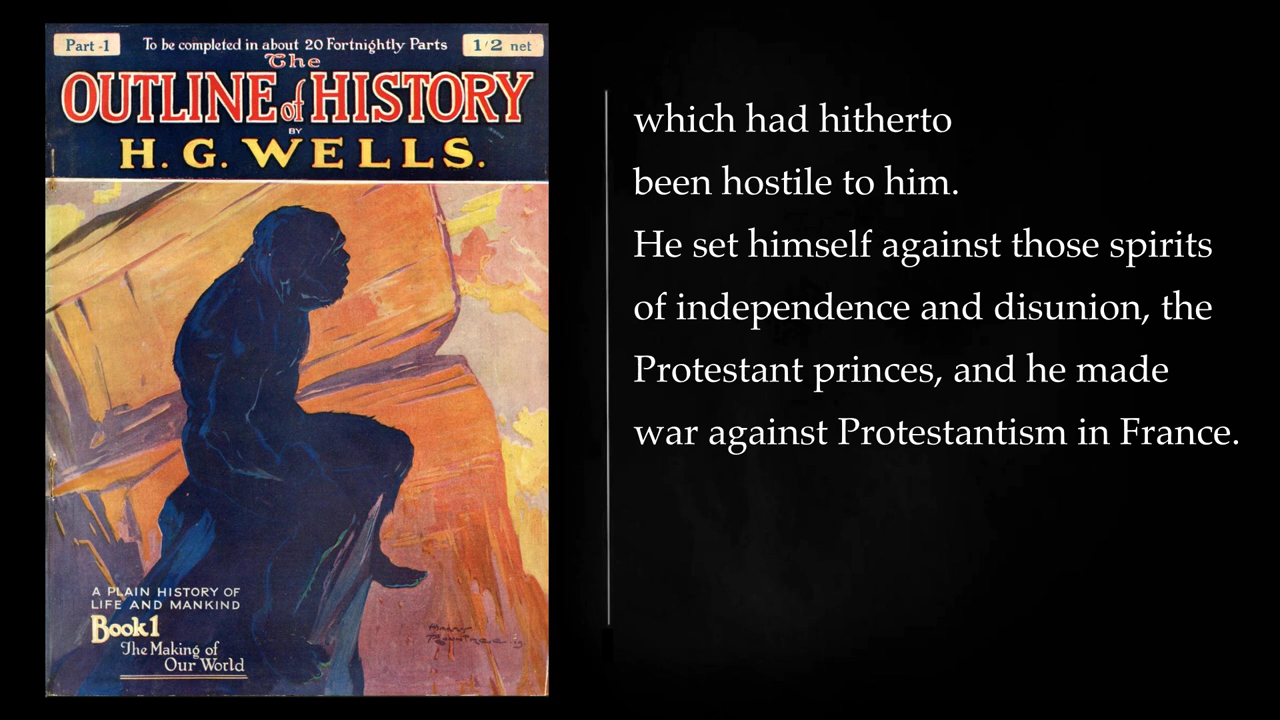 Part -1
To be completed in about 20 Fortnightly Parts
1/2 net
The
OUTLINE of HISTORY
BY
H. G. WELLS.
A PLAIN HISTORY OF
LIFE AND MANKIND
Book 1
The Making of
Our World
which had hitherto
been hostile to him.
He set himself against those spirits
of independence and disunion, the
Protestant princes, and he made
war against Protestantism in France.